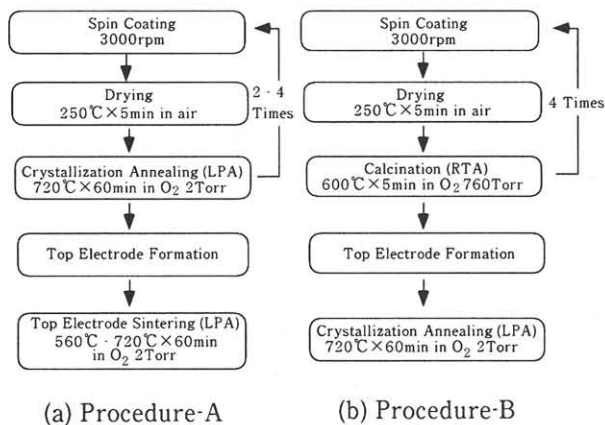 Spin Coating
3000rpm
Drying
250℃×5min in air
2 · 4
Times
Crystallization Annealing (LPA)
720℃×60min in O₂ 2Torr
Top Electrode Formation
Top Electrode Sintering (LPA)
560℃ · 720℃×60min
in O₂ 2Torr
(a) Procedure-A
Spin Coating
3000rpm
Drying
250℃×5min in air
4 Times
Calcination (RTA)
600℃×5min in O₂ 760Torr
Top Electrode Formation
Crystallization Annealing (LPA)
720℃×60min in O₂ 2Torr
(b) Procedure-B